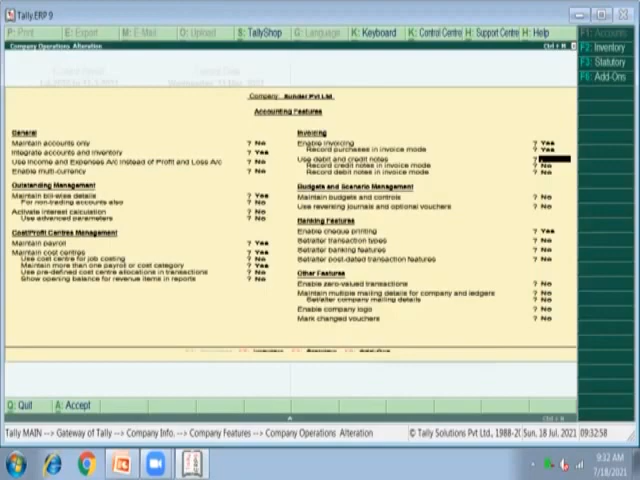 Tally.ERP 9
P: Print E: Export M: E-Mail O: Upload S: TallyShop G: Language K: Keyboard K: Control Centre H: Support Centre H: Help
F1: Accounts
Company Operations Alteration Ctrl + M
F2: Inventory
F3: Statutory
F6: Add-Ons
Company: Sunder Pvt Ltd.
Accounting Features
General
Maintain accounts only ? No
Integrate accounts and inventory ? Yes
Use Income and Expenses A/c instead of Profit and Loss A/c ? No
Enable multi-currency ? No
Outstanding Management
Maintain bill-wise details ? Yes
For non-trading accounts also ? No
Activate interest calculation ? No
Use advanced parameters ? No
Cost/Profit Centres Management
Maintain payroll ? Yes
Maintain cost centres ? Yes
Use cost centre for job costing ? No
Maintain more than one payroll or cost category ? Yes
Use pre-defined cost centre allocations in transactions ? No
Show opening balance for revenue items in reports ? No
Invoicing
Enable invoicing ? Yes
Record purchases in invoice mode ? Yes
Use debit and credit notes ?
Record credit notes in invoice mode ? No
Record debit notes in invoice mode ? No
Budgets and Scenario Management
Maintain budgets and controls ? No
Use reversing journals and optional vouchers ? No
Banking Features
Enable cheque printing ? Yes
Set/alter transaction types ? No
Set/alter banking features ? No
Set/alter post-dated transaction features ? No
Other Features
Enable zero-valued transactions ? No
Maintain multiple mailing details for company and ledgers ? No
Set/alter company mailing details ? No
Enable company logo ? No
Mark changed vouchers ? No
Q: Quit A: Accept
Ctrl + N
Tally MAIN --> Gateway of Tally --> Company Info. --> Company Features --> Company Operations Alteration © Tally Solutions Pvt Ltd., 1988-20 Sun, 18 Jul, 2021 09:32:58
9:32 AM
7/18/2021